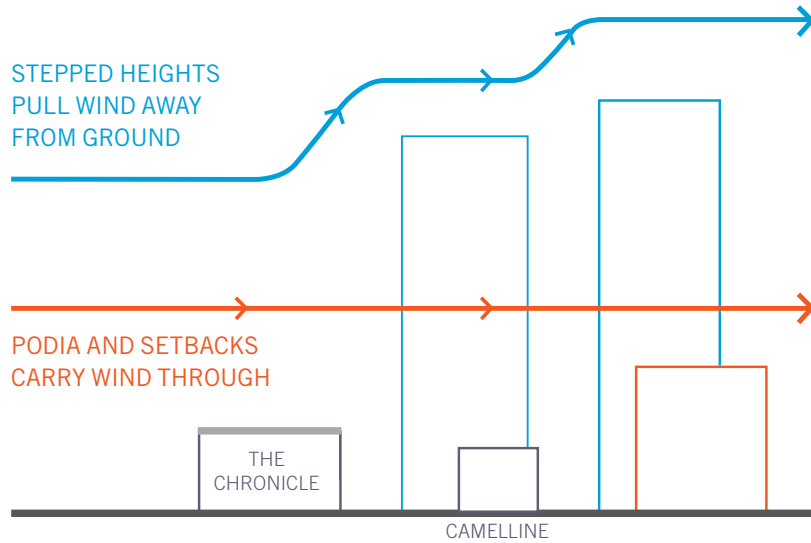 STEPPED HEIGHTS
PULL WIND AWAY
FROM GROUND
PODIA AND SETBACKS
CARRY WIND THROUGH
THE
CHRONICLE
CAMELLINE